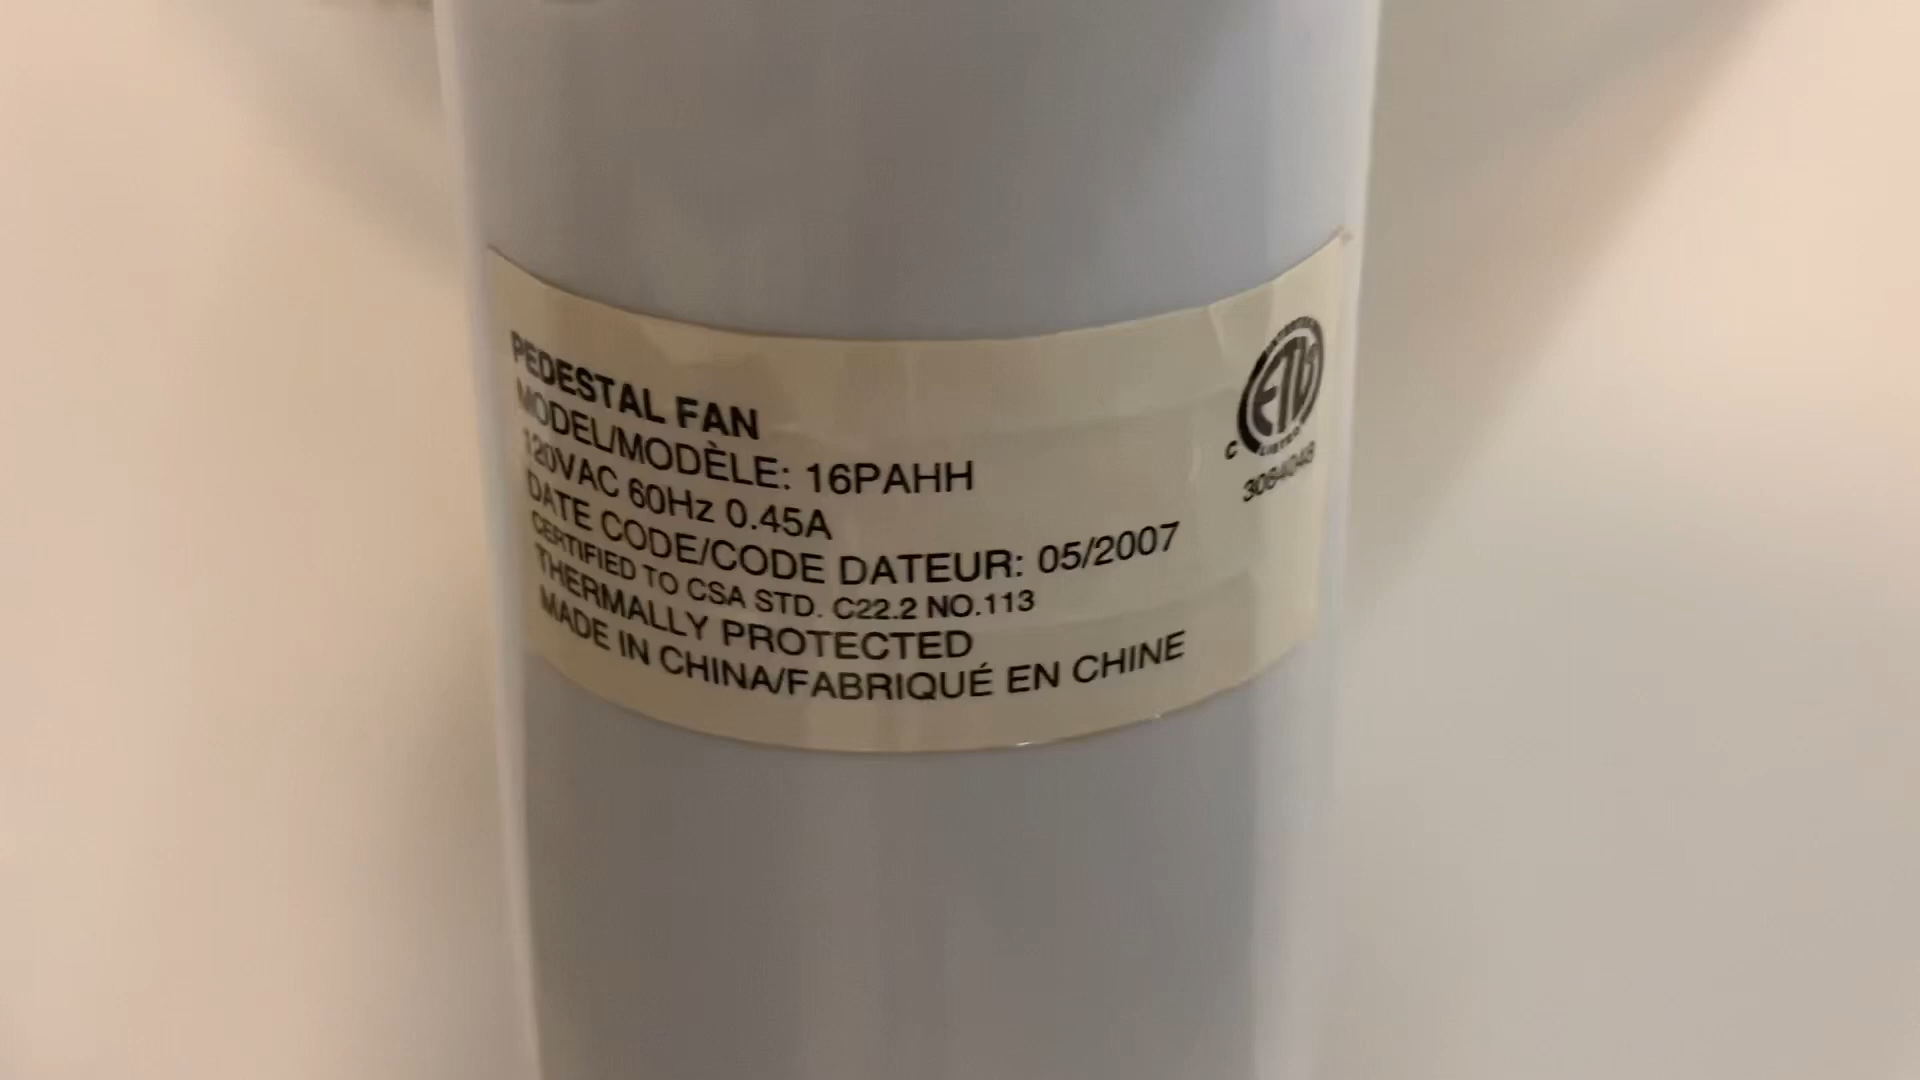 PEDESTAL FAN
MODEL/MODÈLE: 16PAHH
120VAC 60Hz 0.45A
DATE CODE/CODE DATEUR: 05/2007
CERTIFIED TO CSA STD. C22.2 NO.113
THERMALLY PROTECTED
MADE IN CHINA/FABRIQUÉ EN CHINE
ETL
C LISTED
3064048